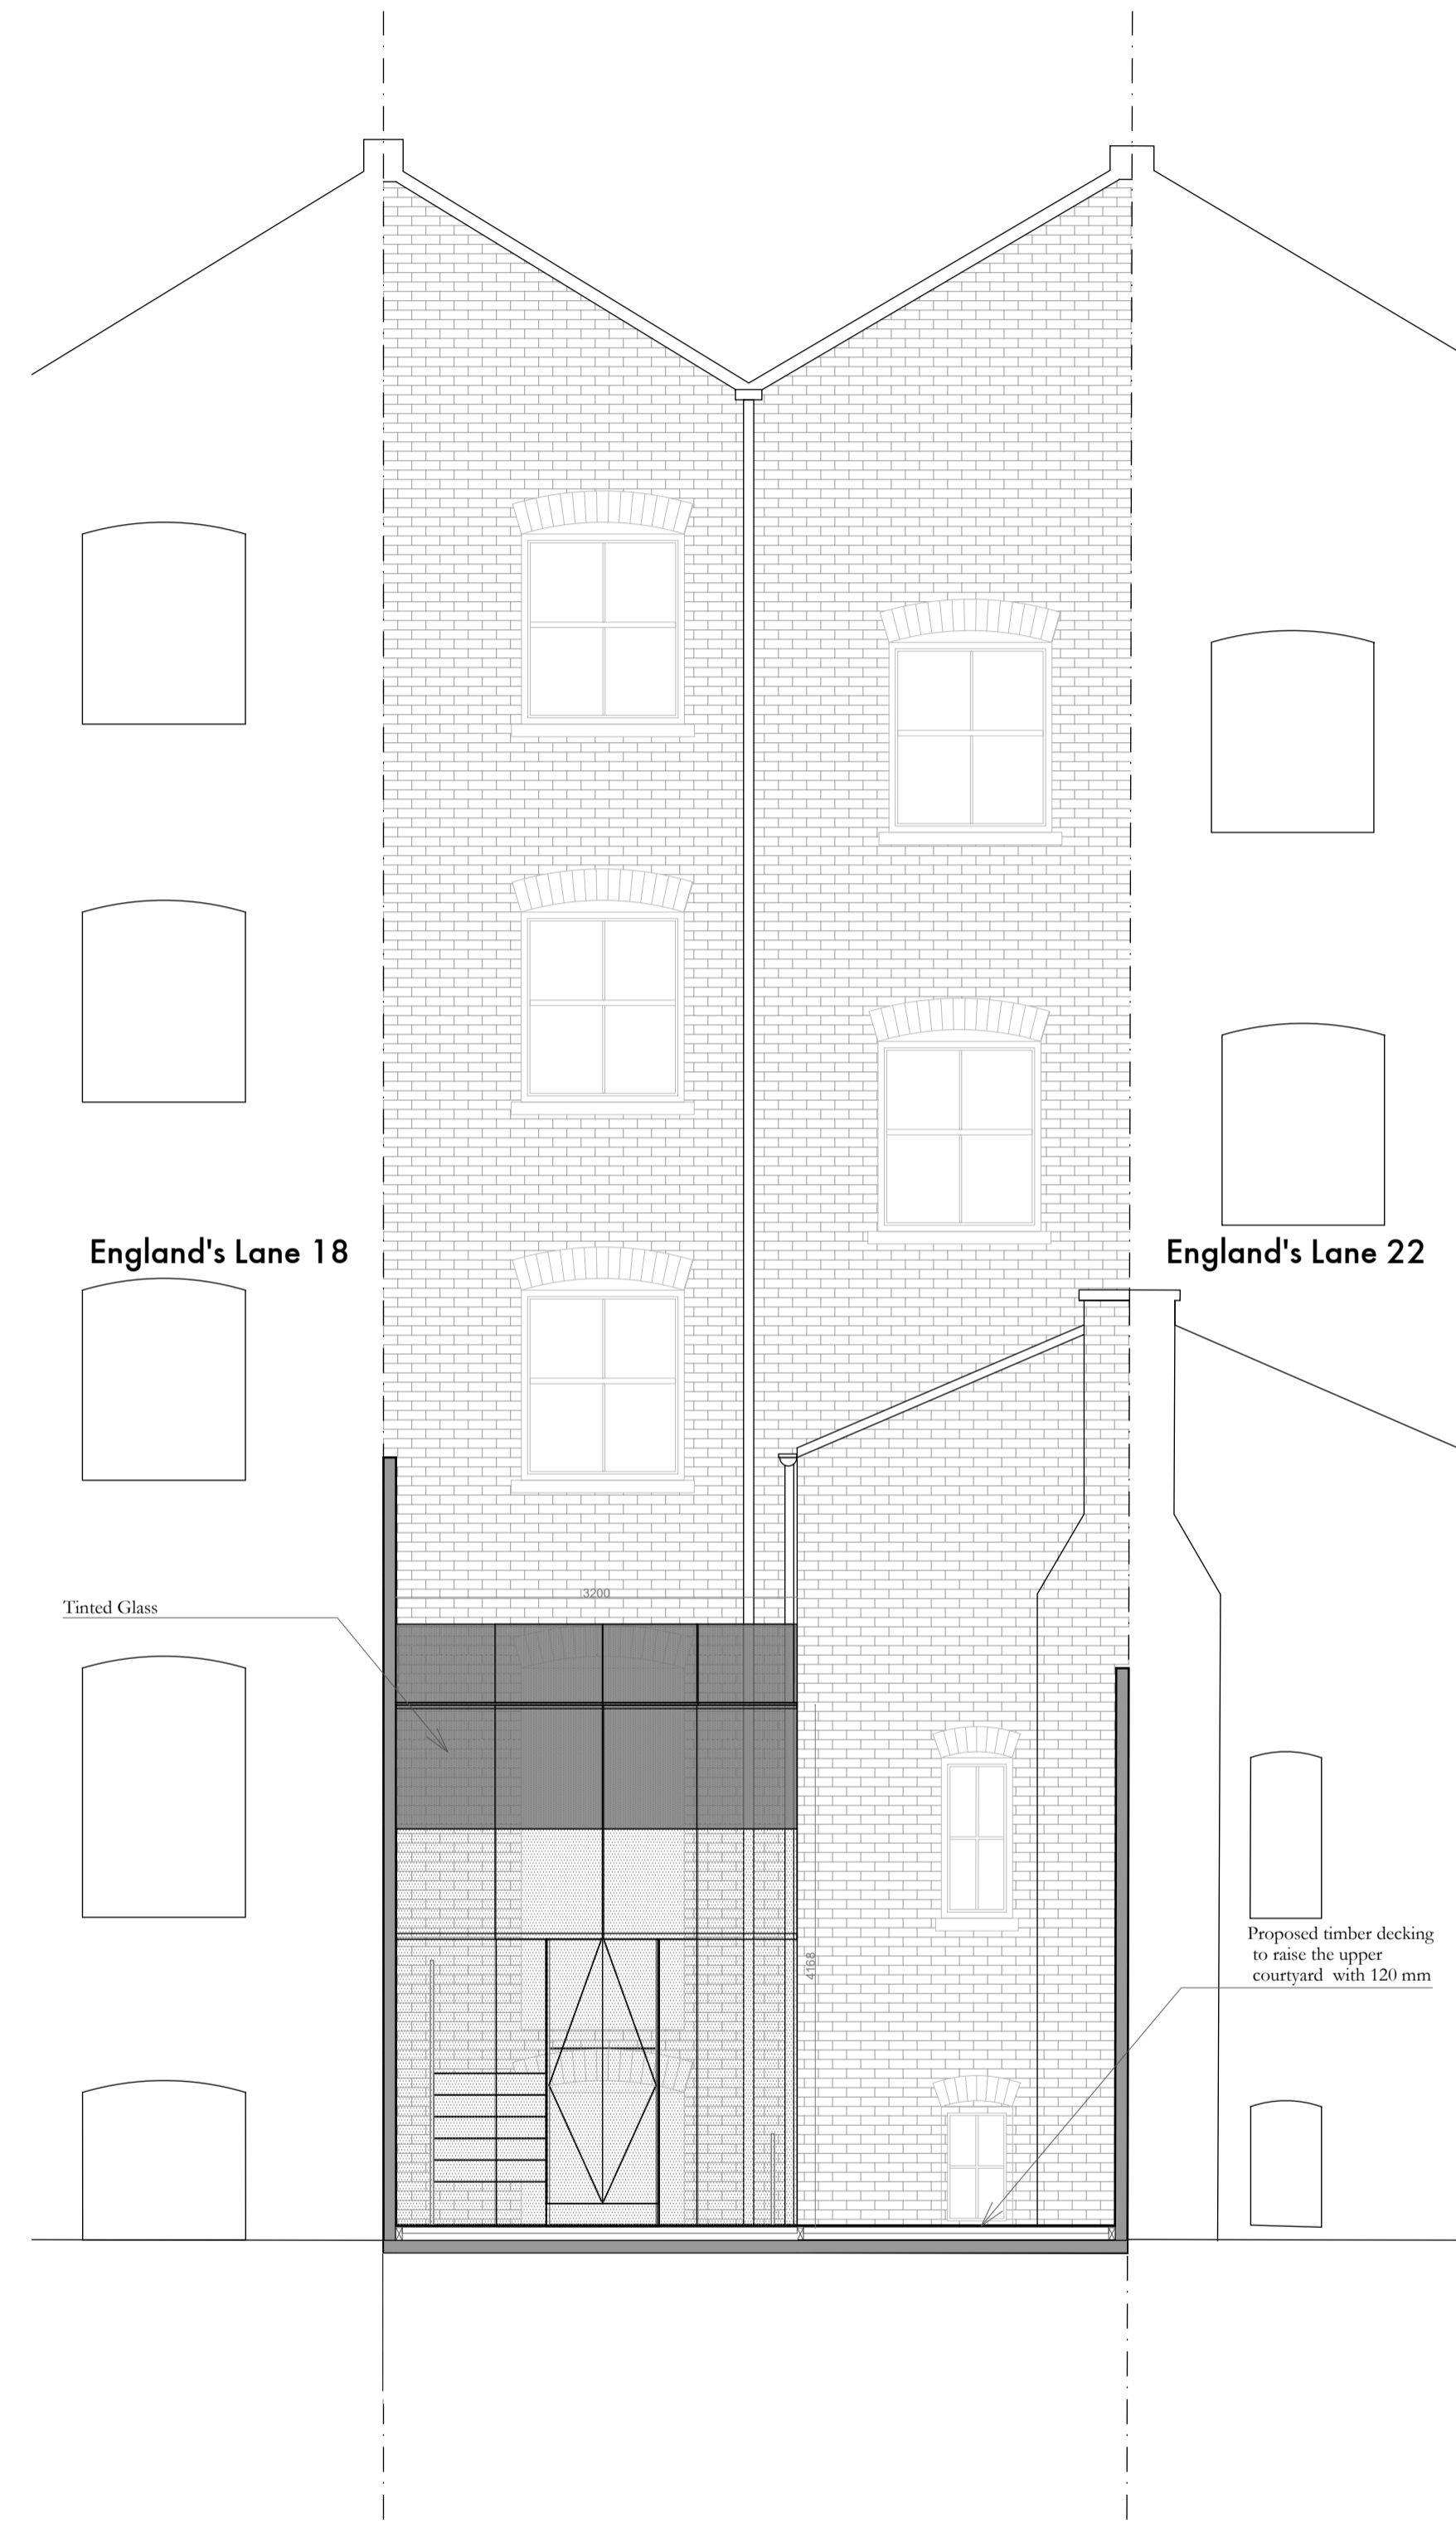 England's Lane 18
England's Lane 22
3200
Tinted Glass
Proposed timber decking
to raise the upper
courtyard with 120 mm
4168